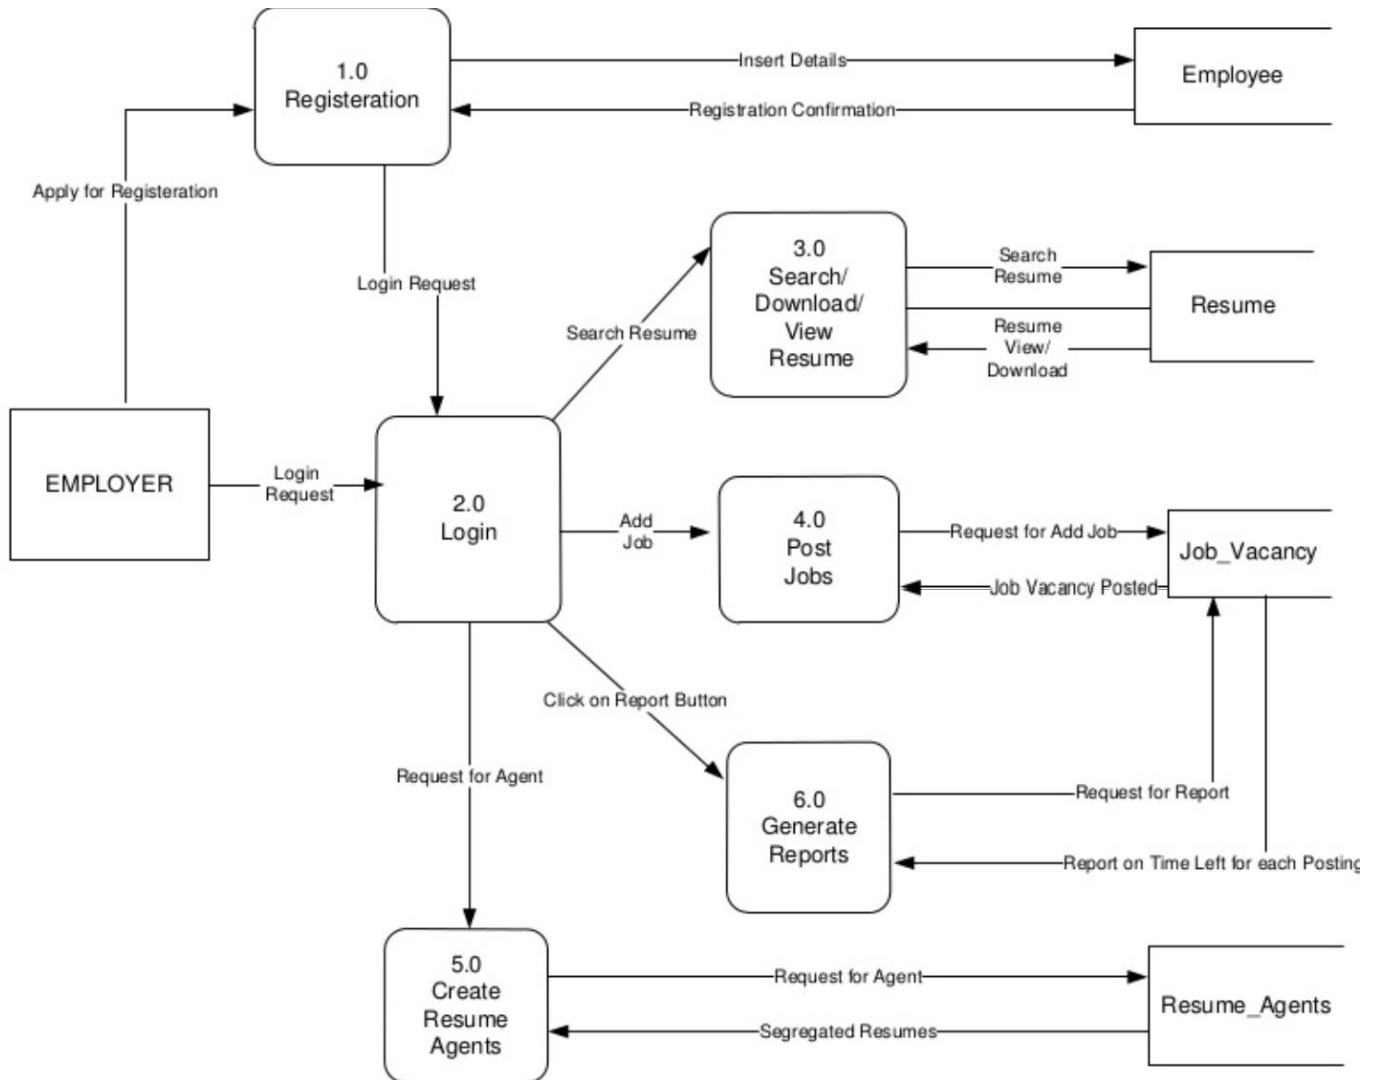 1.0
Registeration
Insert Details
Employee
Registration Confirmation
Apply for Registeration
Login Request
3.0
Search/
Download/
View
Resume
Search
Resume
Resume
Resume
View/
Download
Search Resume
EMPLOYER
Login
Request
2.0
Login
Add
Job
4.0
Post
Jobs
Request for Add Job
Job_Vacancy
Job Vacancy Posted
Click on Report Button
Request for Agent
6.0
Generate
Reports
Request for Report
Report on Time Left for each Posting
5.0
Create
Resume
Agents
Request for Agent
Resume_Agents
Segregated Resumes